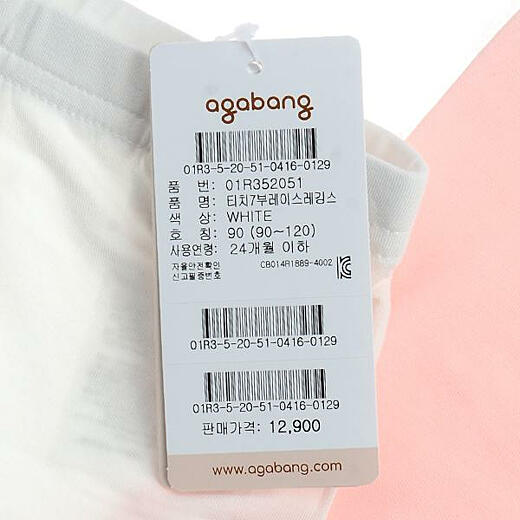 agabang
01R3-5-20-51-0416-0129
품 번: 01R352051
품 명: 티치7부레이스레깅스
색 상: WHITE
호 칭: 90 (90~120)
사용연령: 24개월 이하
자율안전확인 CB014R1889-4002
신고필증번호
01R3-5-20-51-0416-0129
01R3-5-20-51-0416-0129
판매가격: 12,900
www.agabang.com